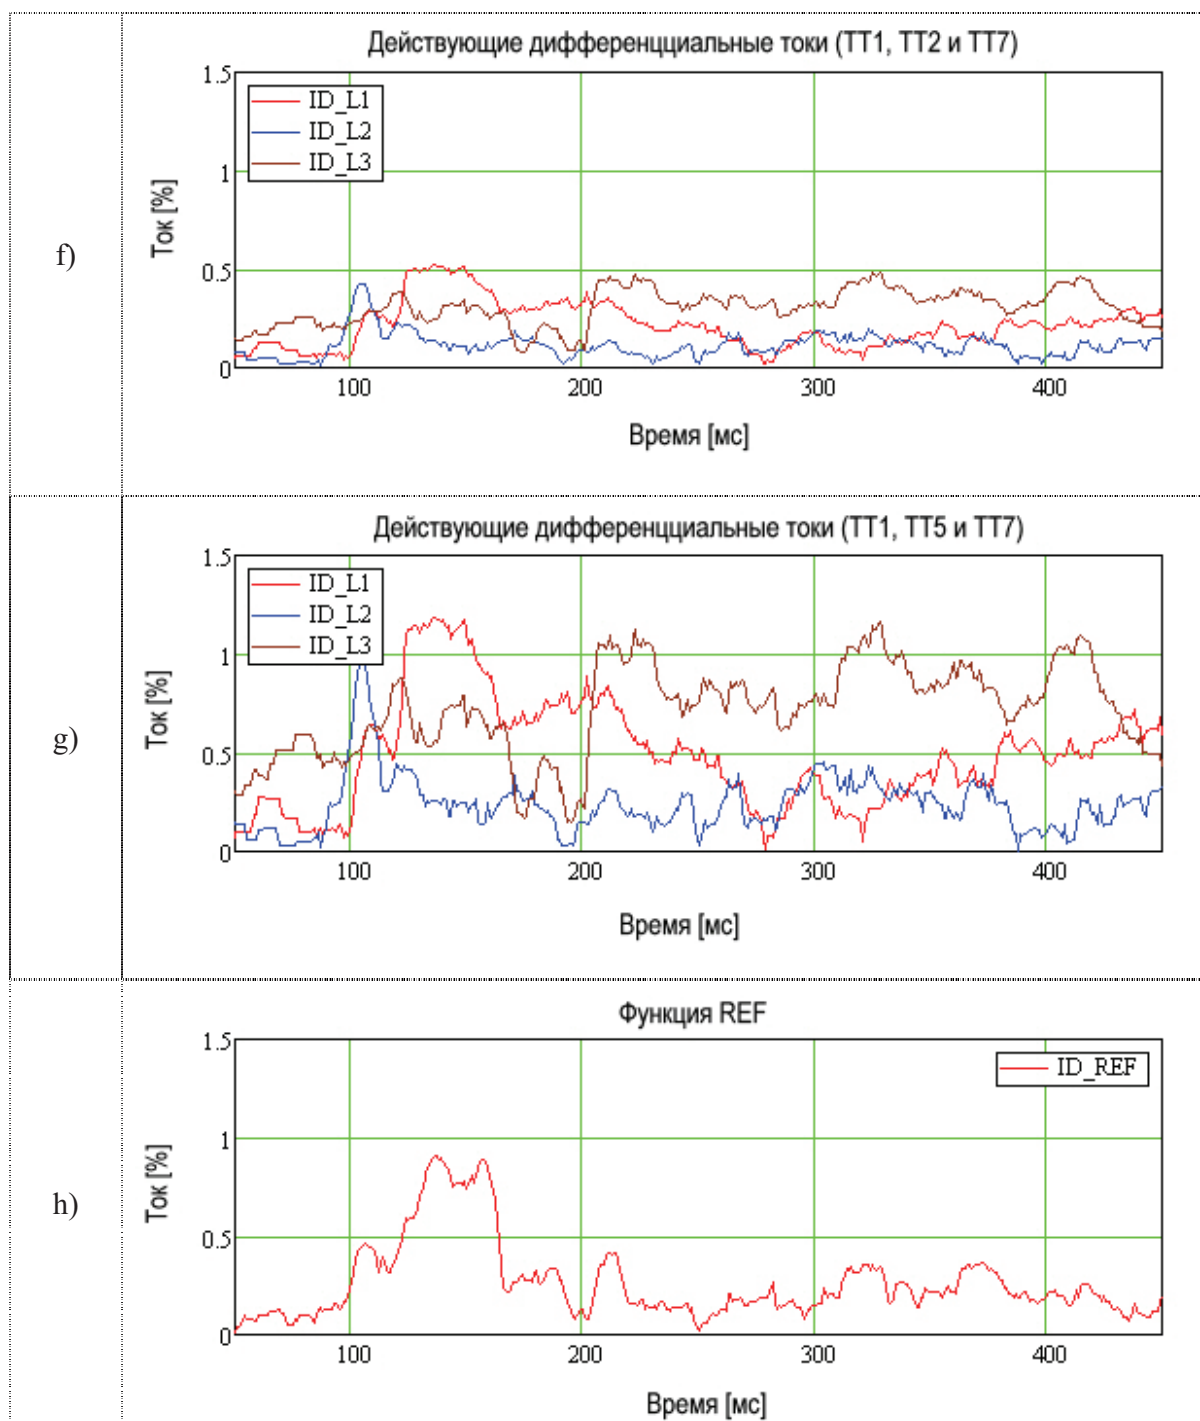 f)
Действующие дифференцциальные токи (ТТ1, ТТ2 и ТТ7)
1.5
1
0.5
0
Ток [%]
ID_L1
ID_L2
ID_L3
100
200
300
400
Время [мс]
g)
Действующие дифференцциальные токи (ТТ1, ТТ5 и ТТ7)
1.5
1
0.5
0
Ток [%]
ID_L1
ID_L2
ID_L3
100
200
300
400
Время [мс]
h)
Функция REF
1.5
1
0.5
0
Ток [%]
ID_REF
100
200
300
400
Время [мс]